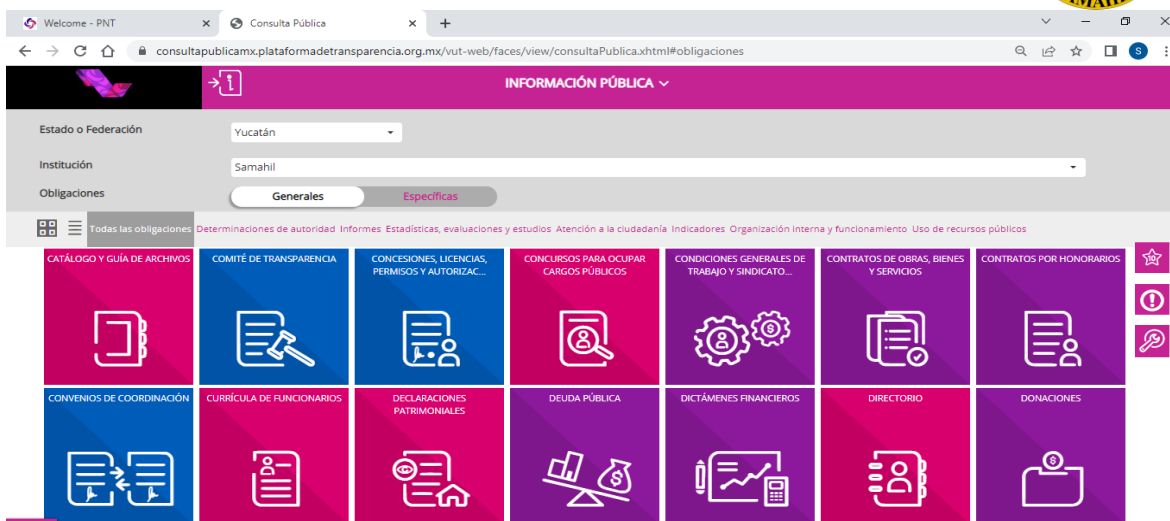 Welcome - PNT
Consulta Pública
consultapublicamx.plataformadetransparencia.org.mx/vut-web/faces/view/consultaPublica.xhtml#obligaciones
S
INFORMACIÓN PÚBLICA
Estado o Federación
Yucatán
Institución
Samahil
Obligaciones
Generales
Específicas
Todas las obligaciones Determinaciones de autoridad Informes Estadísticas, evaluaciones y estudios Atención a la ciudadanía Indicadores Organización interna y funcionamiento Uso de recursos públicos
CATÁLOGO Y GUÍA DE ARCHIVOS
COMITÉ DE TRANSPARENCIA
CONCESIONES, LICENCIAS,
PERMISOS Y AUTORIZAC...
CONCURSOS PARA OCUPAR
CARGOS PÚBLICOS
CONDICIONES GENERALES DE
TRABAJO Y SINDICATO...
CONTRATOS DE OBRAS, BIENES
Y SERVICIOS
CONTRATOS POR HONORARIOS
CONVENIOS DE COORDINACIÓN
CURRÍCULA DE FUNCIONARIOS
DECLARACIONES
PATRIMONIALES
DEUDA PÚBLICA
DICTÁMENES FINANCIEROS
DIRECTORIO
DONACIONES